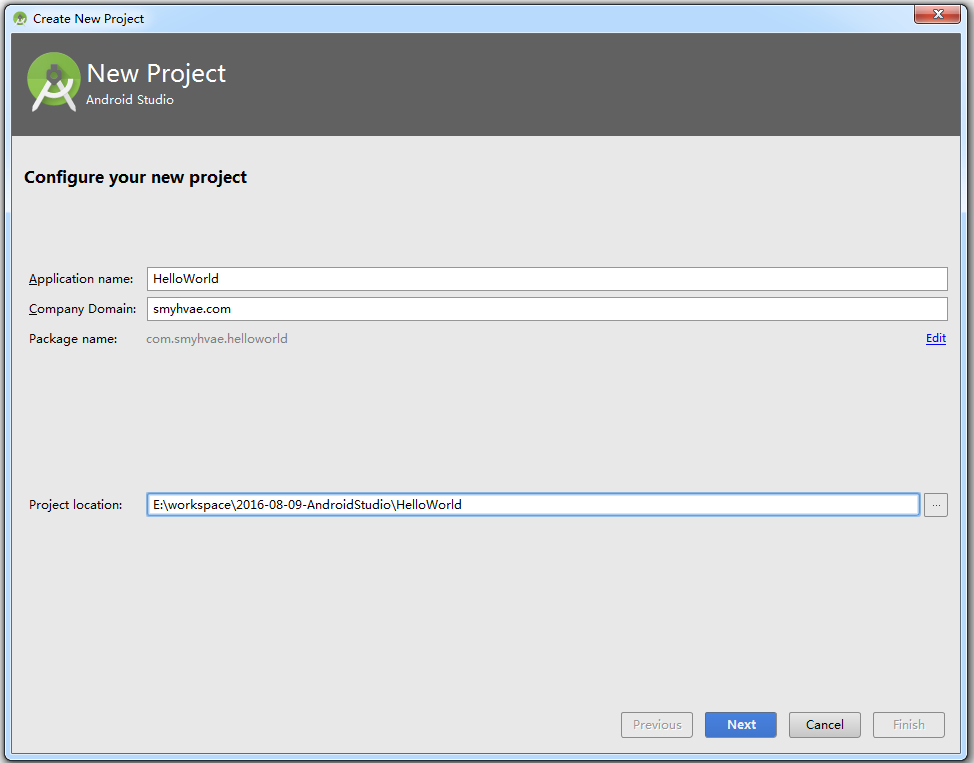 Create New Project
New Project
Android Studio
Configure your new project
Application name: HelloWorld
Company Domain: smyhvae.com
Package name: com.smyhvae.helloworld Edit
Project location: E:\workspace\2016-08-09-AndroidStudio\HelloWorld ...
Previous Next Cancel Finish